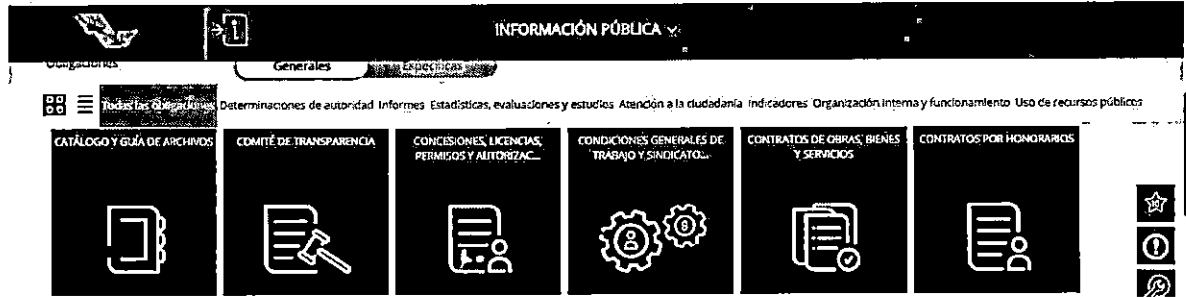 INFORMACIÓN PÚBLICA
Obligaciones Generales Específicas
Todas las obligaciones Determinaciones de autoridad Informes Estadísticas, evaluaciones y estudios Atención a la ciudadanía Indicadores Organización interna y funcionamiento Uso de recursos públicos
CATÁLOGO Y GUÍA DE ARCHIVOS
COMITÉ DE TRANSPARENCIA
CONCESIONES, LICENCIAS,
PERMISOS Y AUTORIZAC...
CONDICIONES GENERALES DE
TRABAJO Y SINDICATO...
CONTRATOS DE OBRAS, BIENES
Y SERVICIOS
CONTRATOS POR HONORARIOS